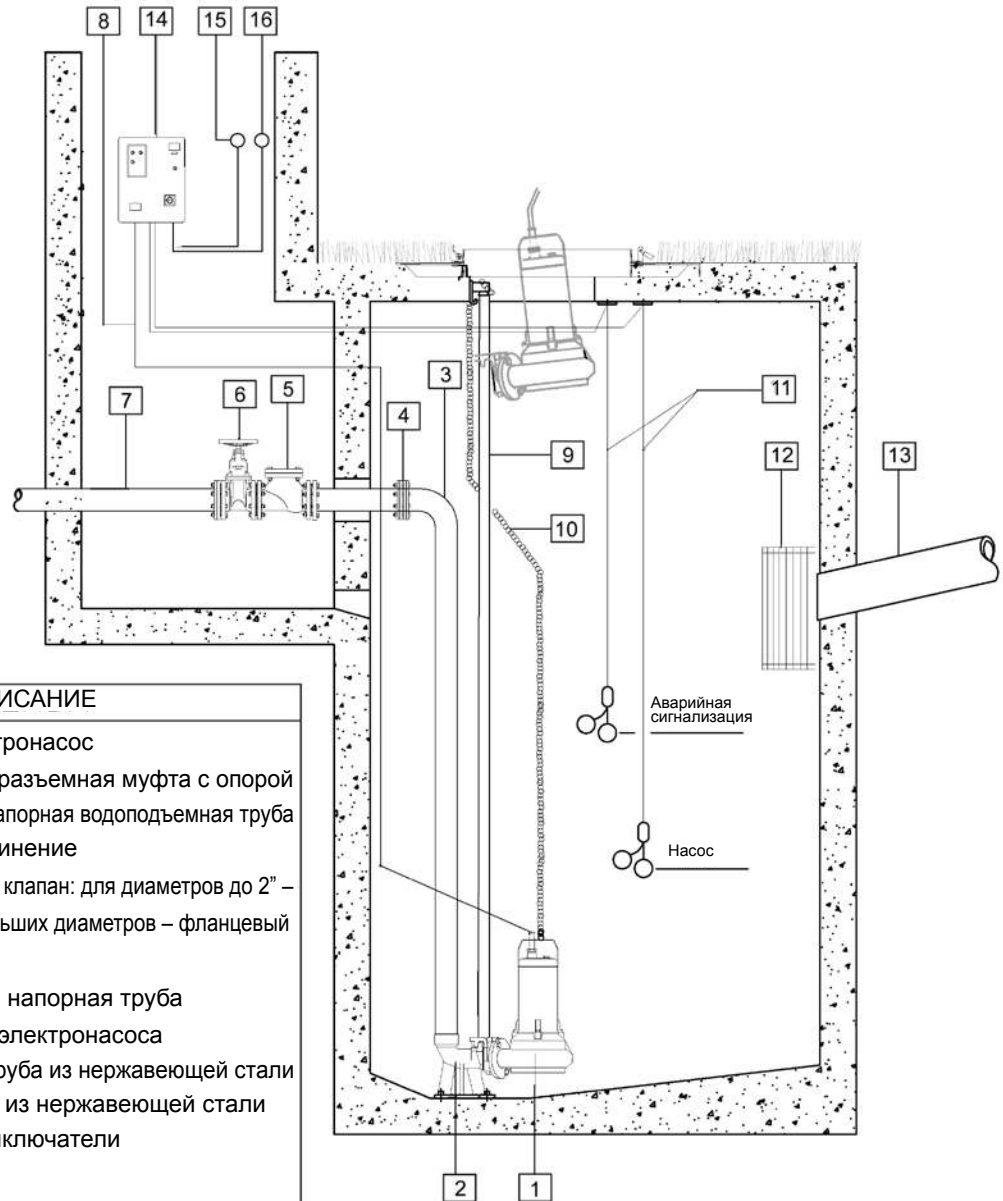 8 14 15 16
7 6 5 3 4 11
9 12 13
10
Аварийная
сигнализация
Насос
2 1
ИСАНИЕ
тронасос
разъемная муфта с опорой
апорная водоподъемная труба
инение
клапан: для диаметров до 2” –
ьших диаметров – фланцевый
напорная труба
электронасоса
руба из нержавеющей стали
из нержавеющей стали
ключатели